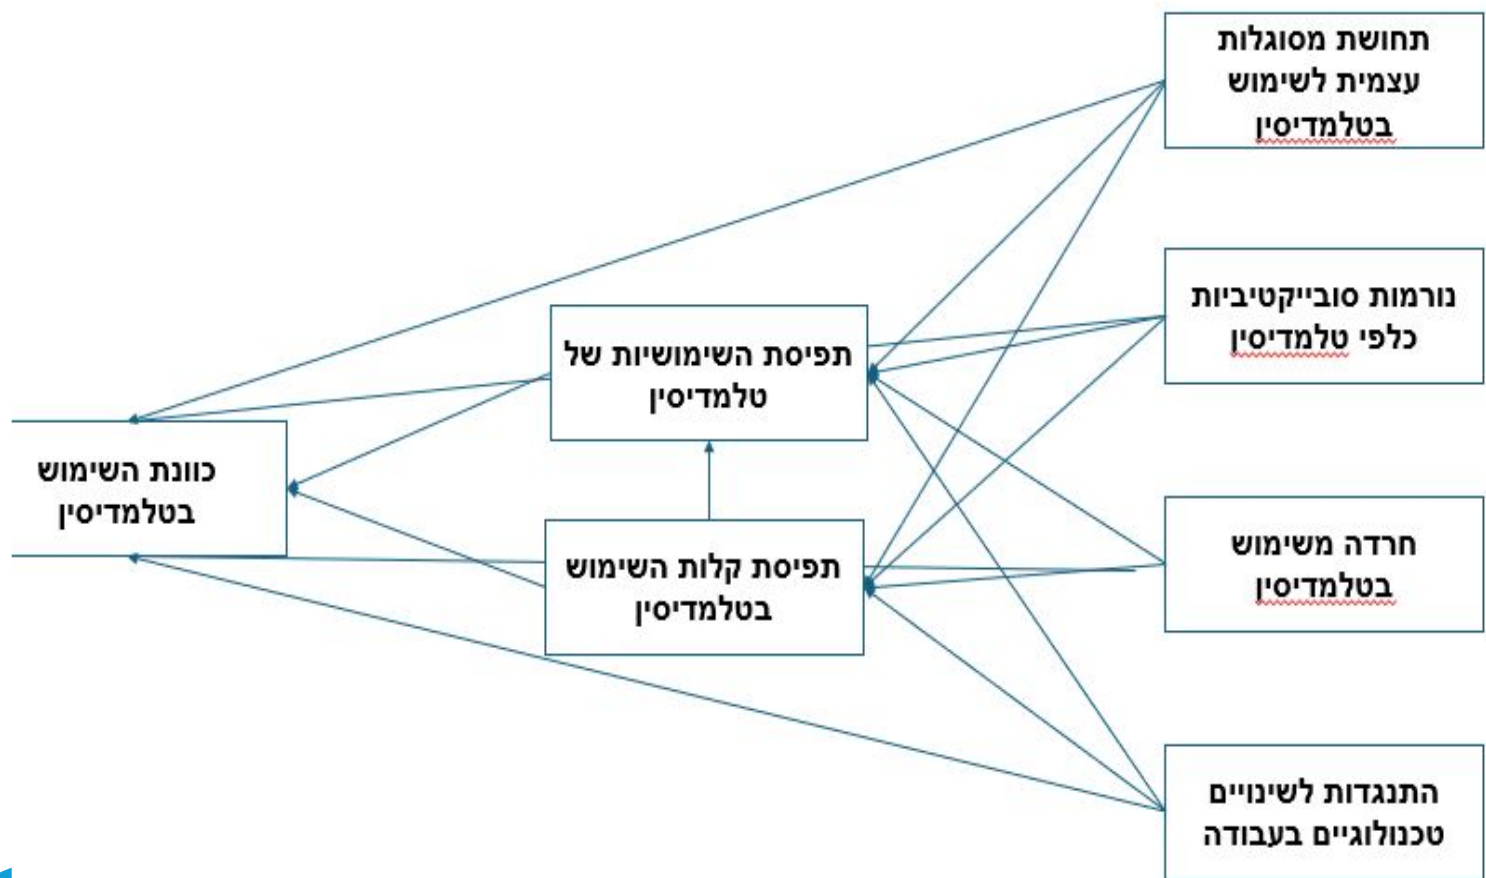 תחושת מסוגלות
עצמית לשימוש
בטלמדיסין
נורמות סובייקטיביות
כלפי טלמדיסין
תפיסת השימושיות של
טלמדיסין
כוונת השימוש
בטלמדיסין
תפיסת קלות השימוש
בטלמדיסין
חרדה משימוש
בטלמדיסין
התנגדות לשינויים
טכנולוגיים בעבודה